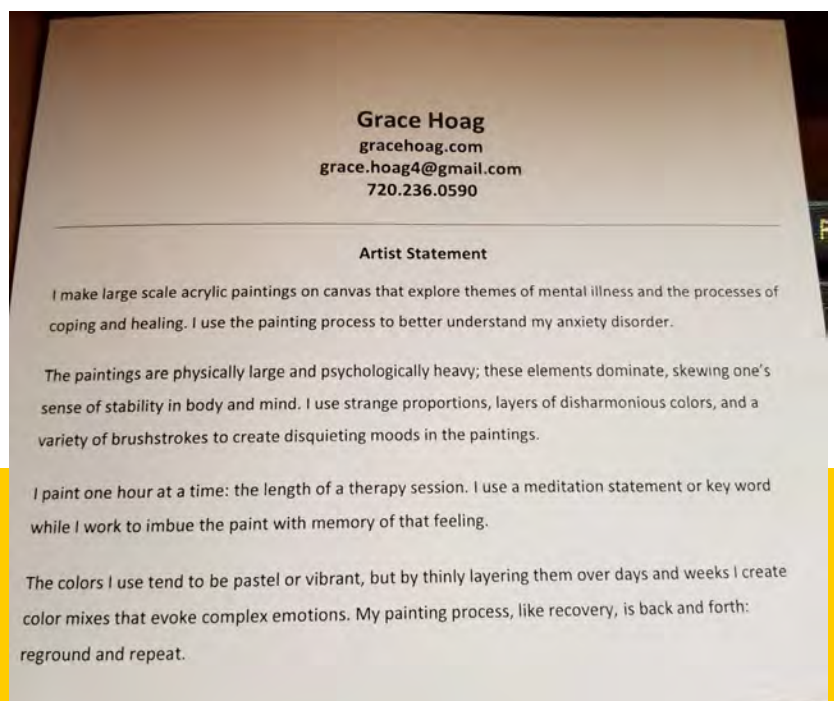 Grace Hoag
gracehoag.com
grace.hoag4@gmail.com
720.236.0590
Artist Statement
I make large scale acrylic paintings on canvas that explore themes of mental illness and the processes of
coping and healing. I use the painting process to better understand my anxiety disorder.
The paintings are physically large and psychologically heavy; these elements dominate, skewing one's
sense of stability in body and mind. I use strange proportions, layers of disharmonious colors, and a
variety of brushstrokes to create disquieting moods in the paintings.
I paint one hour at a time: the length of a therapy session. I use a meditation statement or key word
while I work to imbue the paint with memory of that feeling.
The colors I use tend to be pastel or vibrant, but by thinly layering them over days and weeks I create
color mixes that evoke complex emotions. My painting process, like recovery, is back and forth:
reground and repeat.